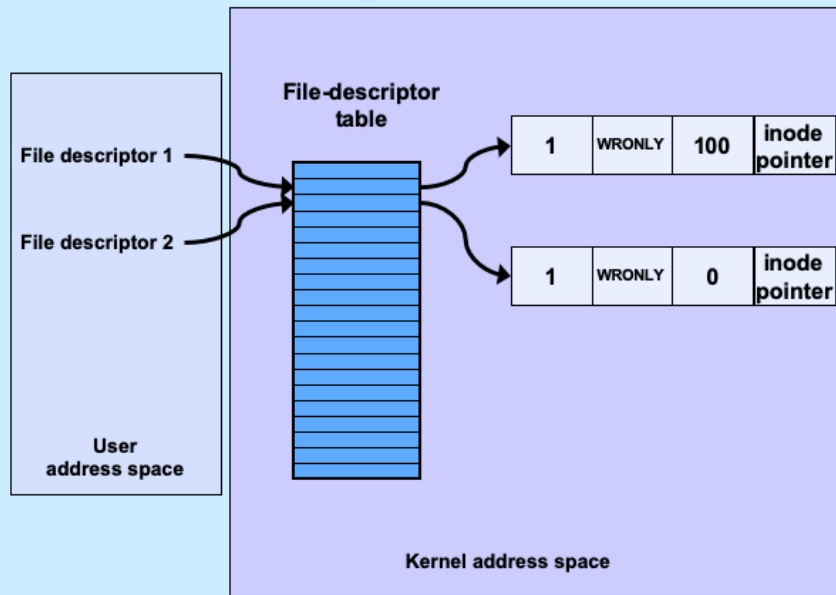 File-descriptor
table
File descriptor 1
File descriptor 2
1 WRONLY 100 inode
pointer
1 WRONLY 0 inode
pointer
User
address space
Kernel address space